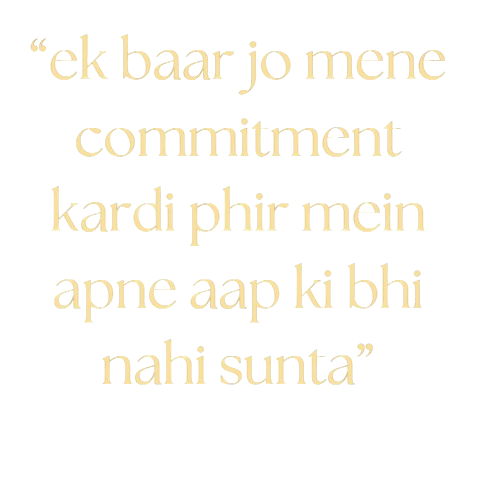 “ek baar jo mene
commitment
kardi phir mein
apne aap ki bhi
nahi sunta”